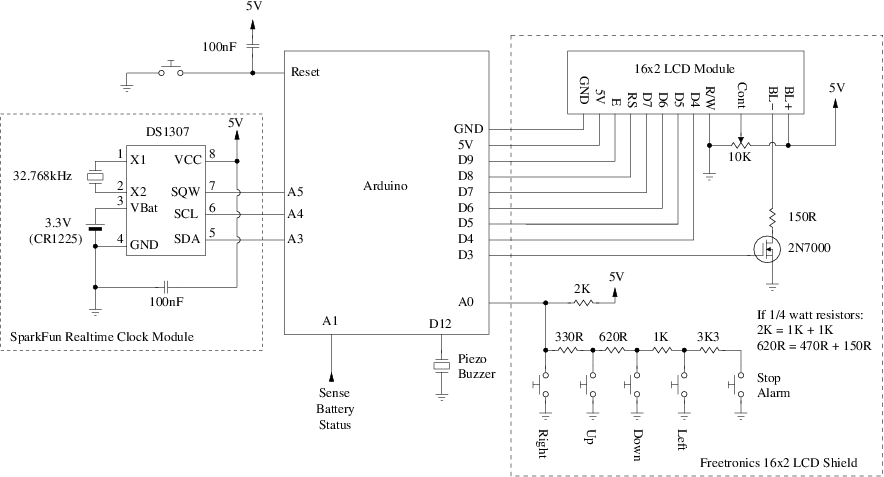 5V
100nF
Reset
Arduino
GND
5V
D9
D8
D7
D6
D5
D4
D3
A0
A5
A4
A3
A1
D12
Sense
Battery
Status
Piezo
Buzzer
5V
DS1307
1 X1
2 X2
3 VBat
4 GND
VCC 8
SQW 7
SCL 6
SDA 5
32.768kHz
3.3V
(CR1225)
100nF
SparkFun Realtime Clock Module
16x2 LCD Module
GND
5V
E
RS
D7
D6
D5
D4
R/W
Cont
BL-
BL+
5V
10K
150R
2N7000
5V
2K
330R
620R
1K
3K3
If 1/4 watt resistors:
2K = 1K + 1K
620R = 470R + 150R
Stop
Alarm
Right
Up
Down
Left
Freetronics 16x2 LCD Shield